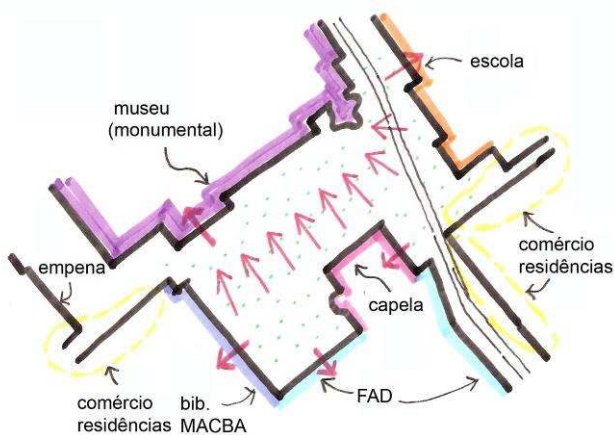 escola
museu
(monumental)
empena
comércio
residências
capela
comércio
residências
bib.
MACBA
FAD